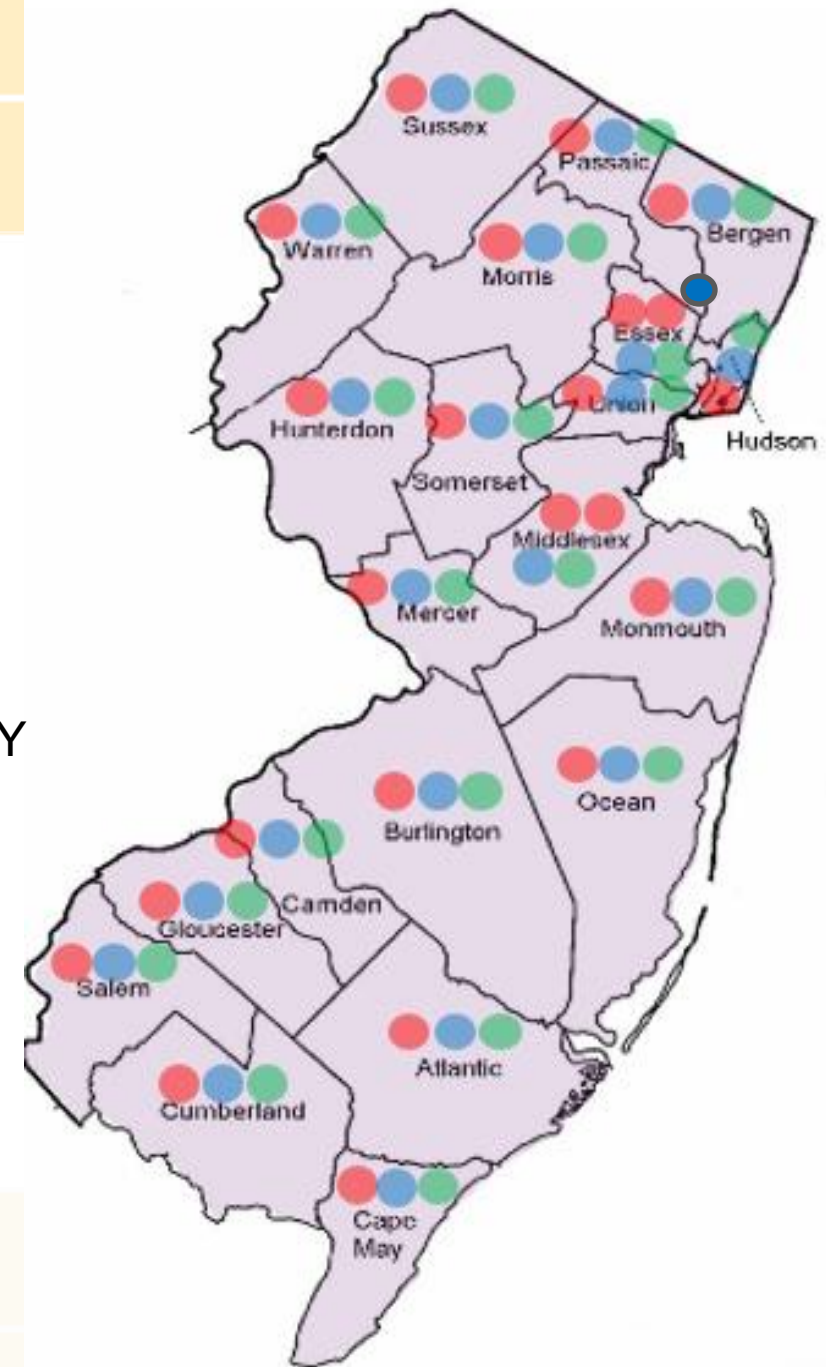 Sussex
Passaic
Bergen
Warren
Morris
Essex
Union
Hunterdon
Hudson
Somerset
Middlesex
Mercer
Monmouth
Y
Ocean
Burlington
Camden
Gloucester
Salem
Atlantic
Cumberland
Cape
May